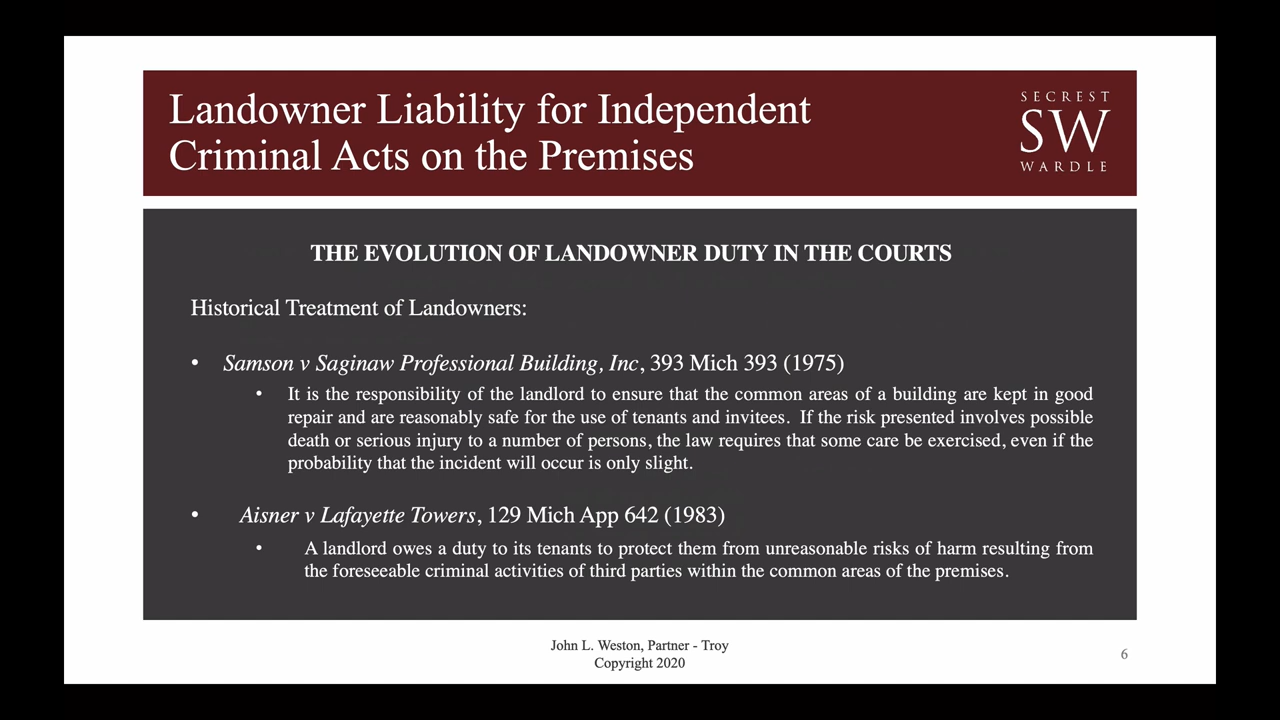 Landowner Liability for Independent
Criminal Acts on the Premises
SECREST
SW
WARDLE
THE EVOLUTION OF LANDOWNER DUTY IN THE COURTS
Historical Treatment of Landowners:
• Samson v Saginaw Professional Building, Inc, 393 Mich 393 (1975)
• It is the responsibility of the landlord to ensure that the common areas of a building are kept in good
repair and are reasonably safe for the use of tenants and invitees. If the risk presented involves possible
death or serious injury to a number of persons, the law requires that some care be exercised, even if the
probability that the incident will occur is only slight.
• Aisner v Lafayette Towers, 129 Mich App 642 (1983)
• A landlord owes a duty to its tenants to protect them from unreasonable risks of harm resulting from
the foreseeable criminal activities of third parties within the common areas of the premises.
John L. Weston, Partner - Troy
Copyright 2020
6